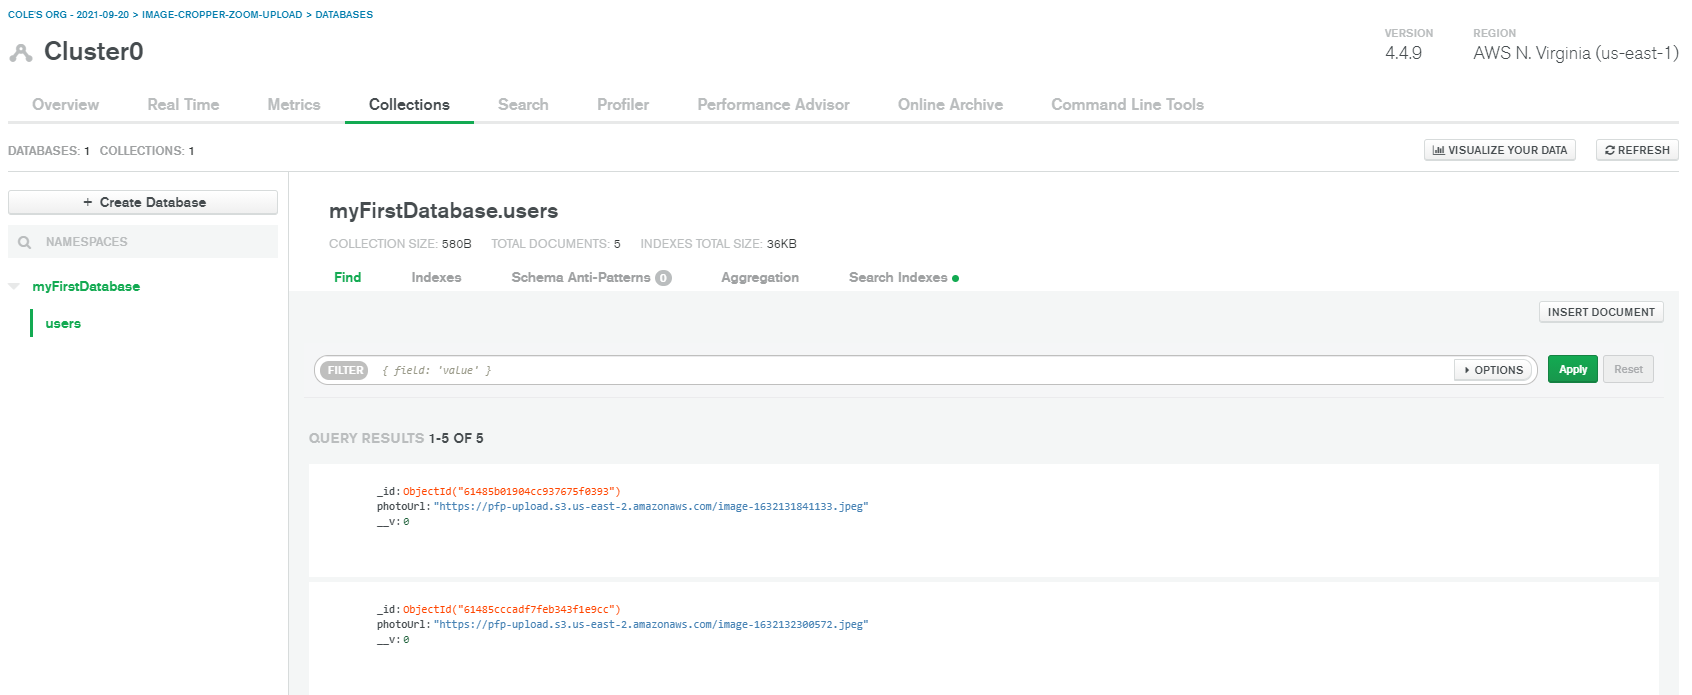 COLE'S ORG - 2021-09-20 > IMAGE-CROPPER-ZOOM-UPLOAD > DATABASES
Cluster0
VERSION
4.4.9
REGION
AWS N. Virginia (us-east-1)
Overview Real Time Metrics Collections Search Profiler Performance Advisor Online Archive Command Line Tools
DATABASES: 1 COLLECTIONS: 1
VISUALIZE YOUR DATA
REFRESH
+ Create Database
NAMESPACES
myFirstDatabase
users
myFirstDatabase.users
COLLECTION SIZE: 580B TOTAL DOCUMENTS: 5 INDEXES TOTAL SIZE: 36KB
Find Indexes Schema Anti-Patterns 0 Aggregation Search Indexes
INSERT DOCUMENT
FILTER { field: 'value' } OPTIONS Apply Reset
QUERY RESULTS 1-5 OF 5
_id: ObjectId("61485b01904cc937675f0393")
photoUrl: "https://pfp-upload.s3.us-east-2.amazonaws.com/image-1632131841133.jpeg"
__v: 0
_id: ObjectId("61485cccadf7feb343f1e9cc")
photoUrl: "https://pfp-upload.s3.us-east-2.amazonaws.com/image-1632132300572.jpeg"
__v: 0